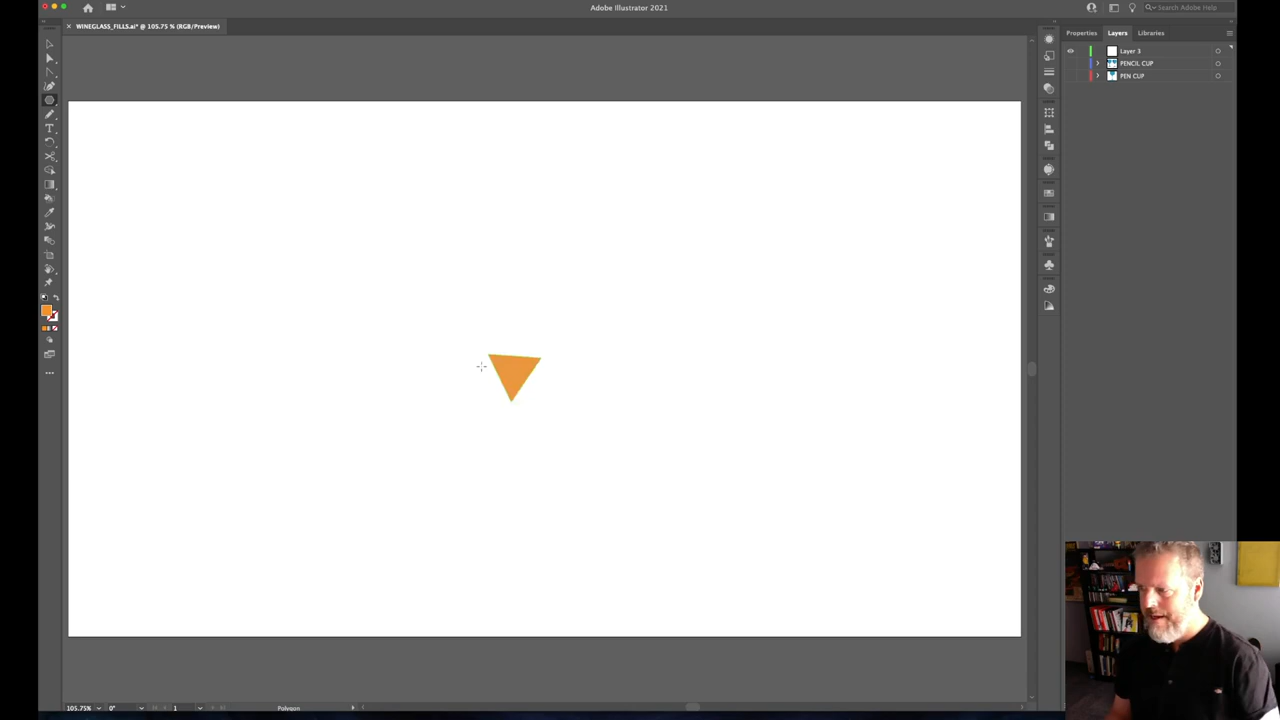 Adobe Illustrator 2021
Search Adobe Help
WINEGLASS_FILLS.ai* @ 105.75 % (RGB/Preview)
Properties
Layers
Libraries
Layer 3
PENCIL CUP
PEN CUP
T
105.75%
0°
1
Polygon